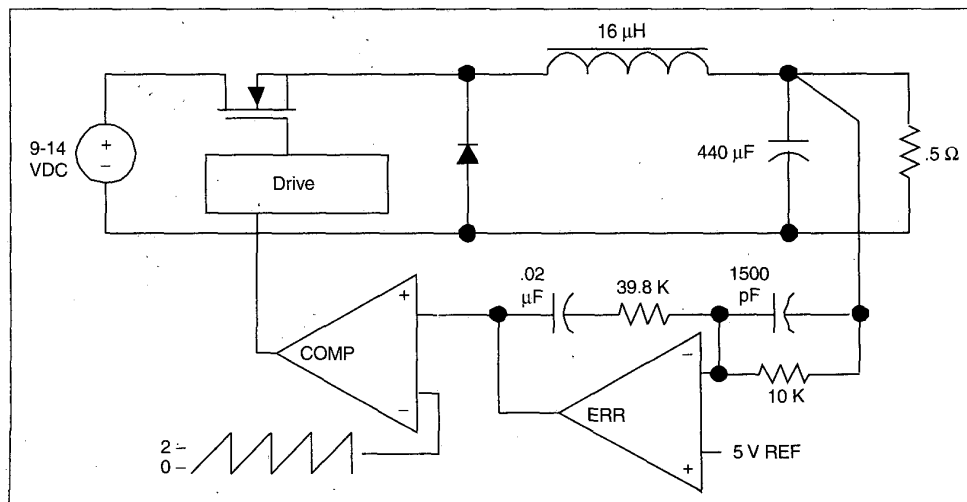 16 μH
9-14
VDC
+
−
440 μF
.5 Ω
Drive
.02
μF
39.8 K
1500
pF
+
COMP
−
10 K
−
ERR
+
5 V REF
2 –
0 –